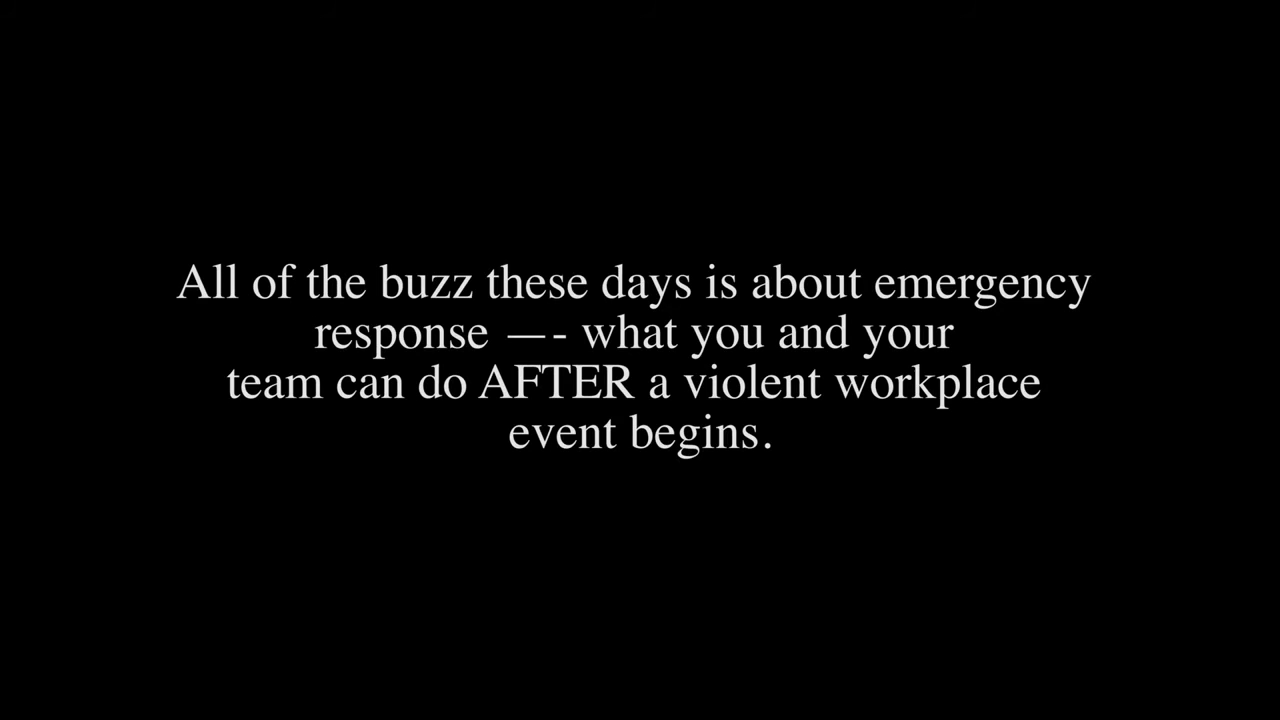 All of the buzz these days is about emergency
response —- what you and your
team can do AFTER a violent workplace
event begins.